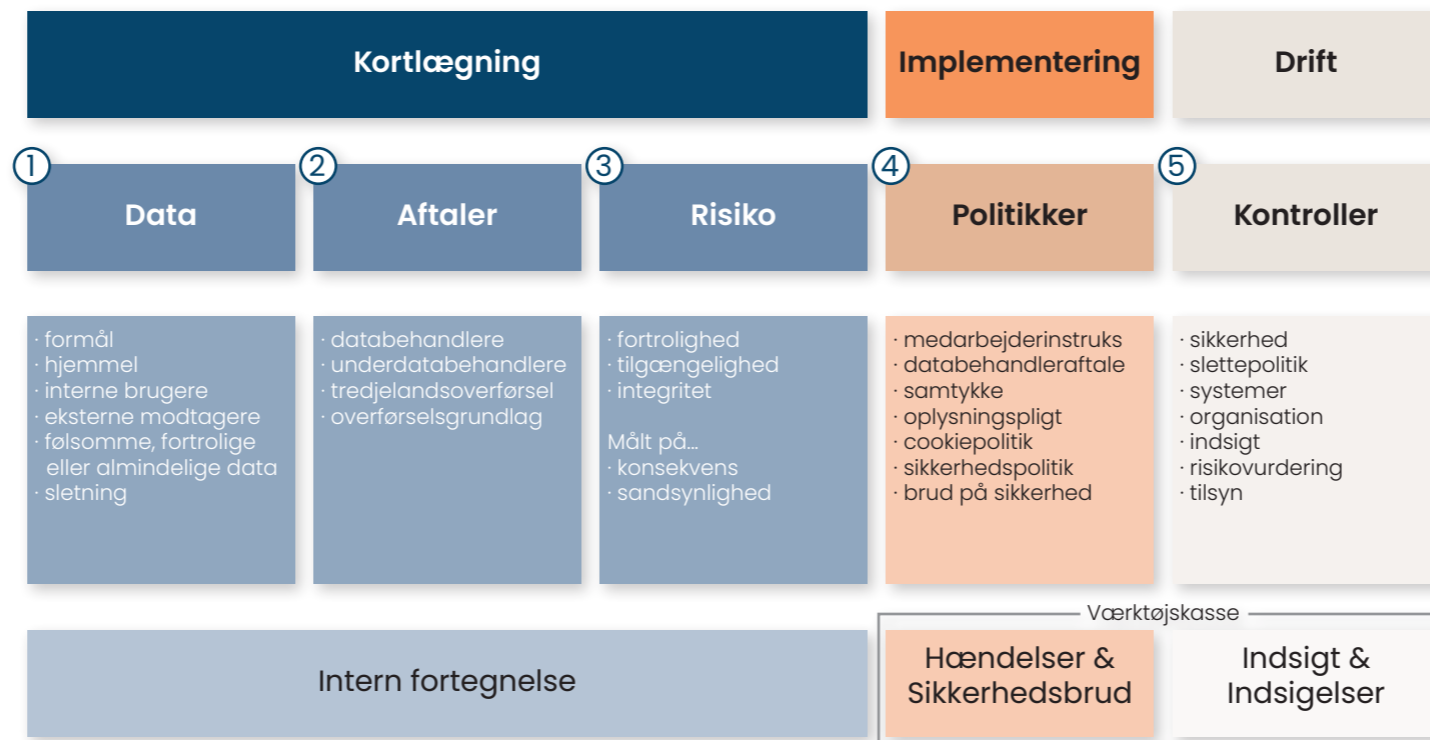 Kortlægning
Implementering
Drift
1
Data
2
Aftaler
3
Risiko
4
Politikker
5
Kontroller
· formål
· hjemmel
· interne brugere
· eksterne modtagere
· følsomme, fortrolige
eller almindelige data
· sletning
· databehandlere
· underdatabehandlere
· tredjelandsoverførsel
· overførselsgrundlag
· fortrolighed
· tilgængelighed
· integritet
Målt på...
· konsekvens
· sandsynlighed
· medarbejderinstruks
· databehandleraftale
· samtykke
· oplysningspligt
· cookiepolitik
· sikkerhedspolitik
· brud på sikkerhed
· sikkerhed
· slettepolitik
· systemer
· organisation
· indsigt
· risikovurdering
· tilsyn
Intern fortegnelse
Værktøjskasse
Hændelser &
Sikkerhedsbrud
Indsigt &
Indsigelser